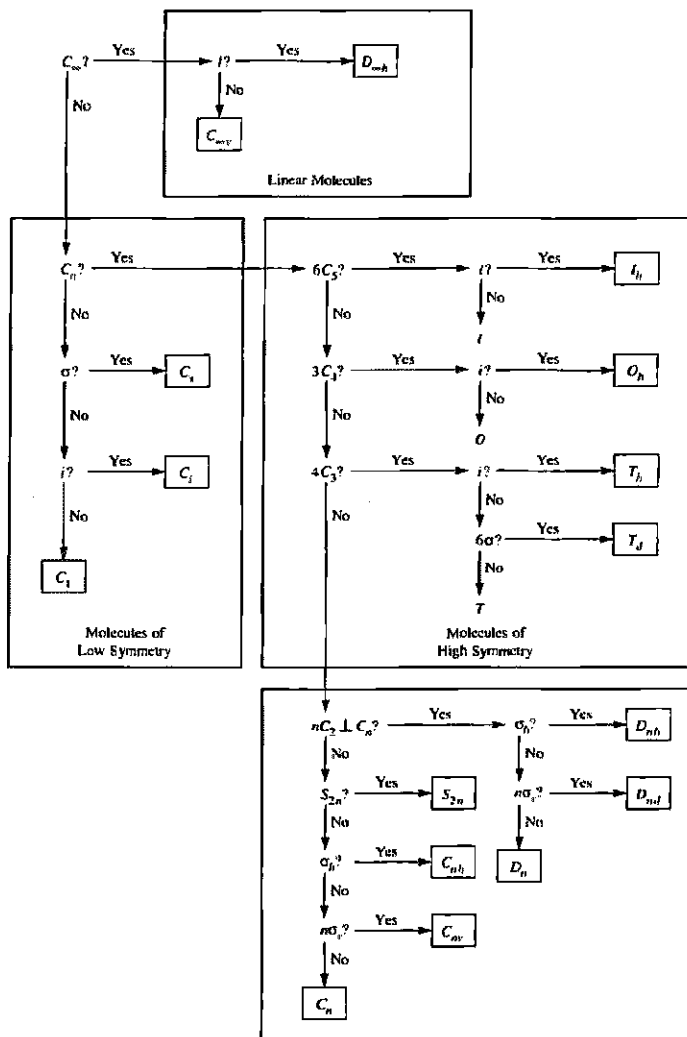 C∞? Yes i? Yes D∞h
No No
C∞v
Linear Molecules
Cn? Yes 6C5? Yes i? Yes Ih
No No No
I
σ? Yes Cs 3C4? Yes i? Yes Oh
No No No
O
i? Yes Ci 4C3? Yes i? Yes Th
No No No
6σ? Yes Td
C1 No
T
Molecules of
Low Symmetry
Molecules of
High Symmetry
nC2 ⊥ Cn? Yes σh? Yes Dnh
No No
S2n? Yes S2n nσv? Yes Dnd
No No
σh? Yes Cnh Dn
No
nσv? Yes Cnv
No
Cn